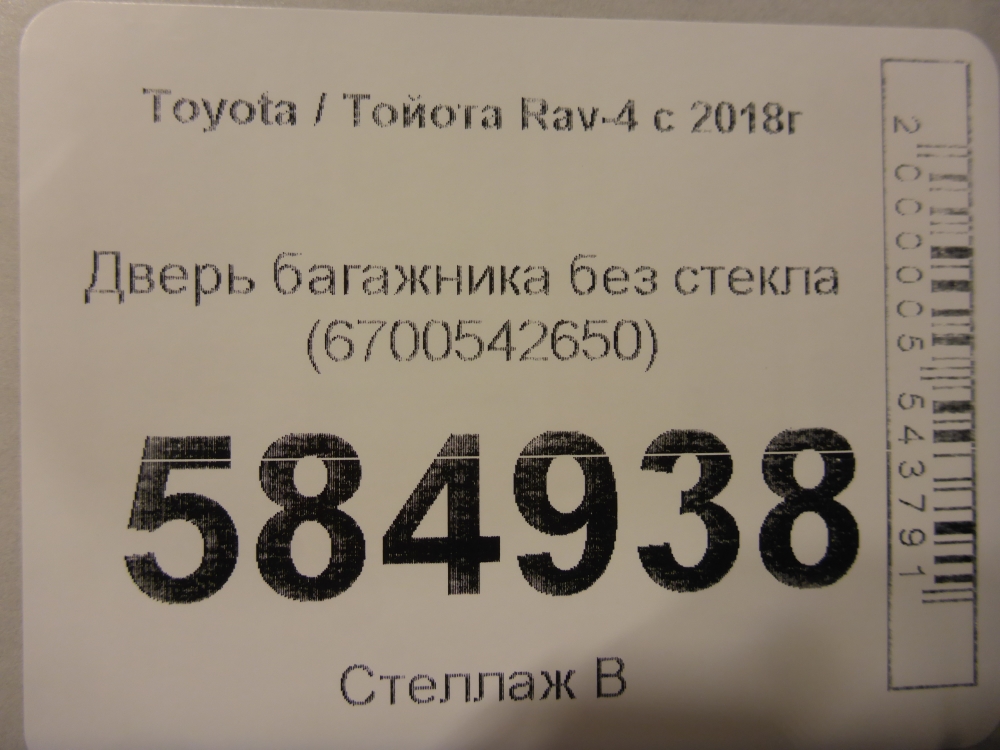 Toyota / Тойота Rav-4 с 2018г
Дверь багажника без стекла
(6700542650)
584938
Стеллаж В
2000005543791